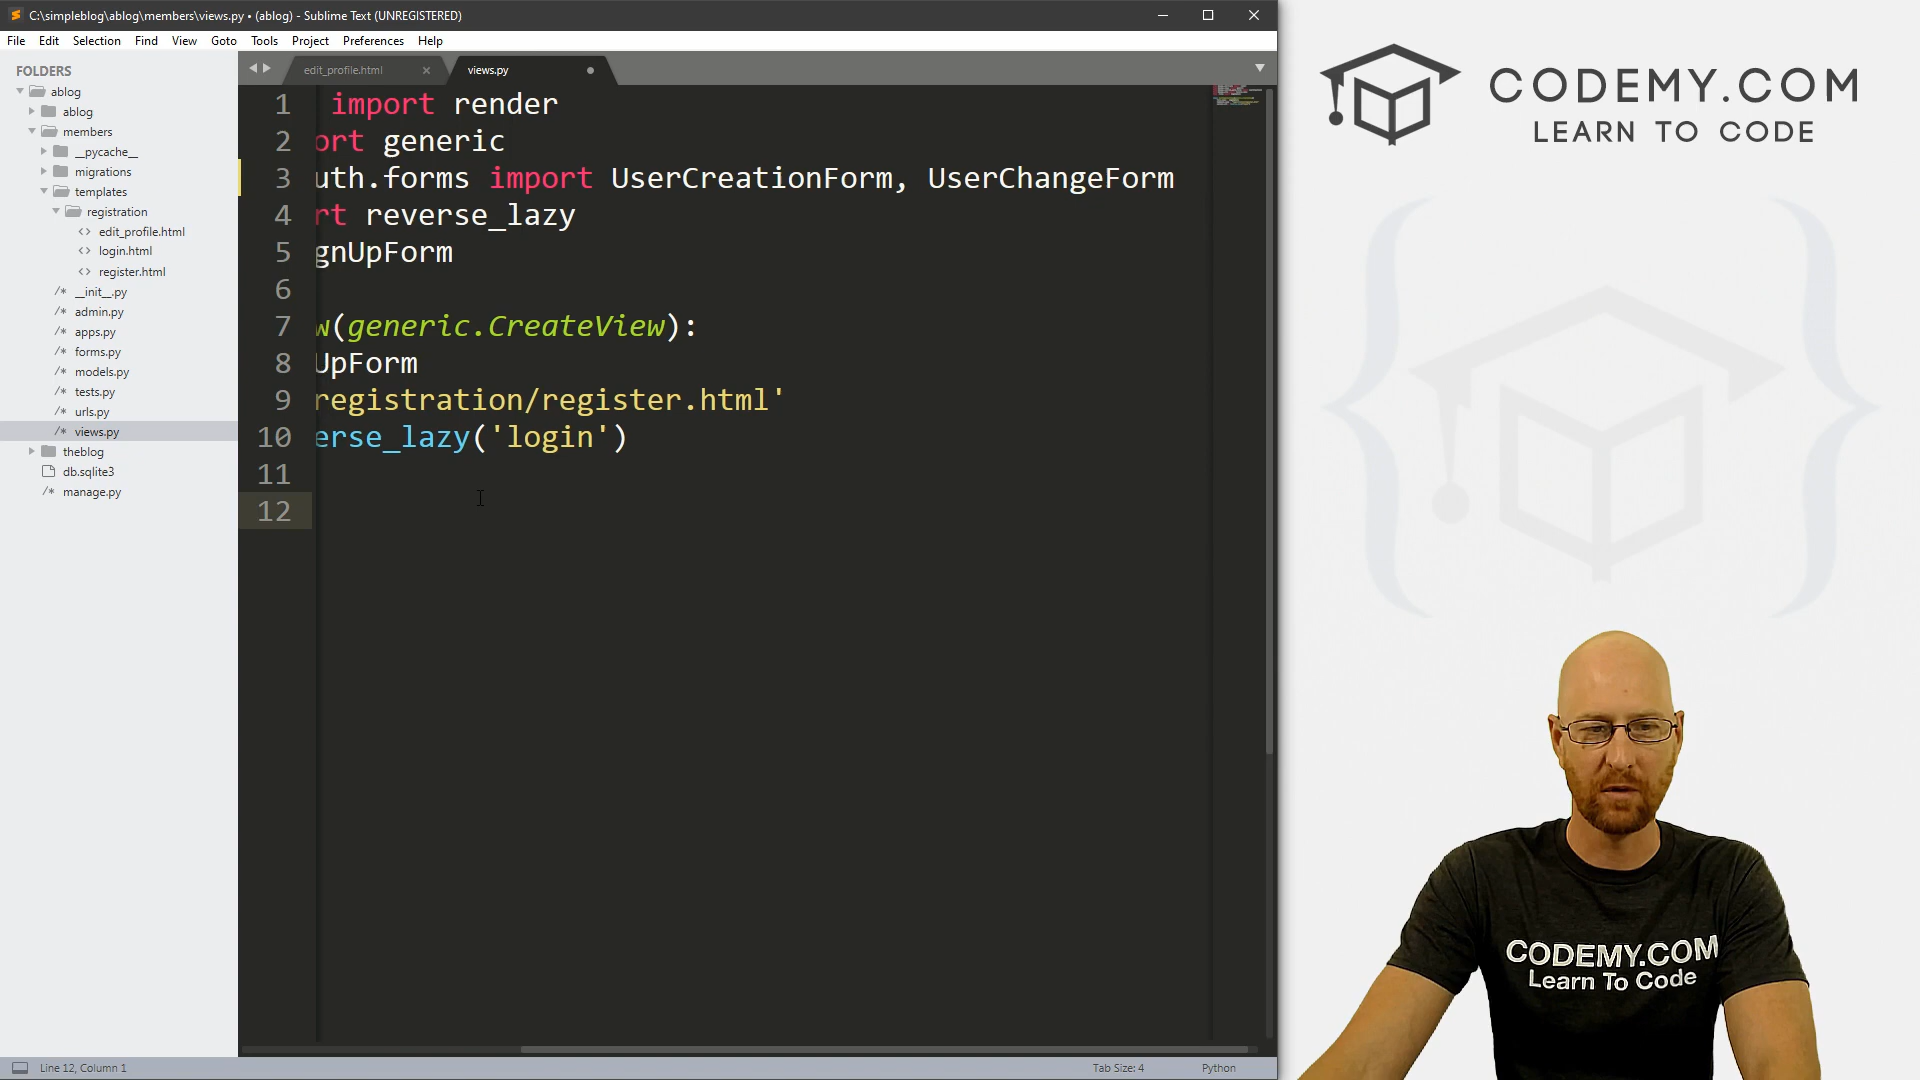 C:\simpleblog\ablog\members\views.py • (ablog) - Sublime Text (UNREGISTERED)
File Edit Selection Find View Goto Tools Project Preferences Help
FOLDERS
ablog
ablog
members
__pycache__
migrations
templates
registration
<> edit_profile.html
<> login.html
<> register.html
/* __init__.py
/* admin.py
/* apps.py
/* forms.py
/* models.py
/* tests.py
/* urls.py
/* views.py
theblog
db.sqlite3
/* manage.py
edit_profile.html
views.py
1 import render
2 ort generic
3 uth.forms import UserCreationForm, UserChangeForm
4 rt reverse_lazy
5 gnUpForm
6
7 w(generic.CreateView):
8 UpForm
9 registration/register.html'
10 erse_lazy('login')
11
12
Line 12, Column 1
Tab Size: 4
Python
CODEMY.COM
LEARN TO CODE
CODEMY.COM
Learn To Code